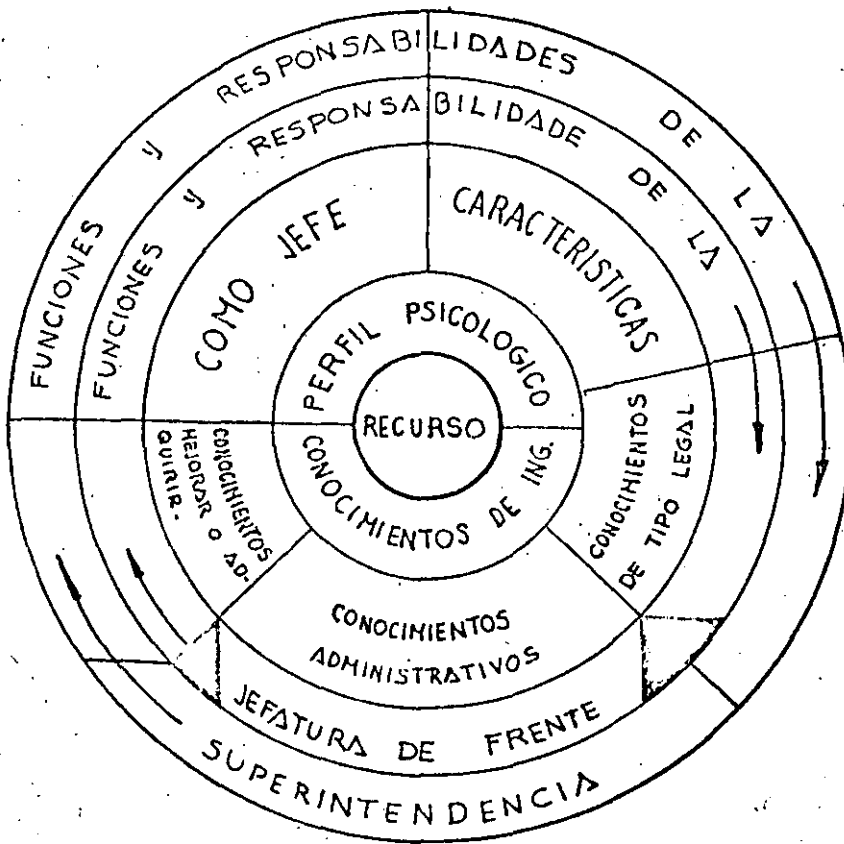 FUNCIONES y RESPONSABILIDADES DE LA
SUPERINTENDENCIA
FUNCIONES y RESPONSABILIDADE DE LA
JEFATURA DE FRENTE
COMO JEFE
CARACTERISTICAS
CONOCIMIENTOS
DE TIPO LEGAL
CONOCIMIENTOS
ADMINISTRATIVOS
CONOCIMIENTOS
MEJORAR O AD-
QUIRIR.-
PERFIL PSICOLOGICO
CONOCIMIENTOS DE ING.
RECURSO